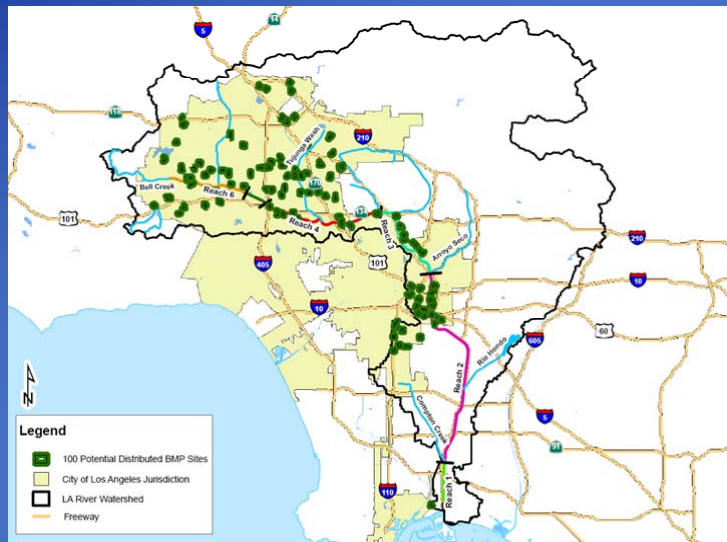 5
14
118
210
Tujunga Wash
170
Bell Creek
Reach 6
134
101
Reach 4
Reach 3
Arroyo Seco
101
405
210
10
10
60
605
Reach 2
Rio Hondo
Compton Creek
5
91
110
Reach 1
N
Legend
100 Potential Distributed BMP Sites
City of Los Angeles Jurisdiction
LA River Watershed
Freeway